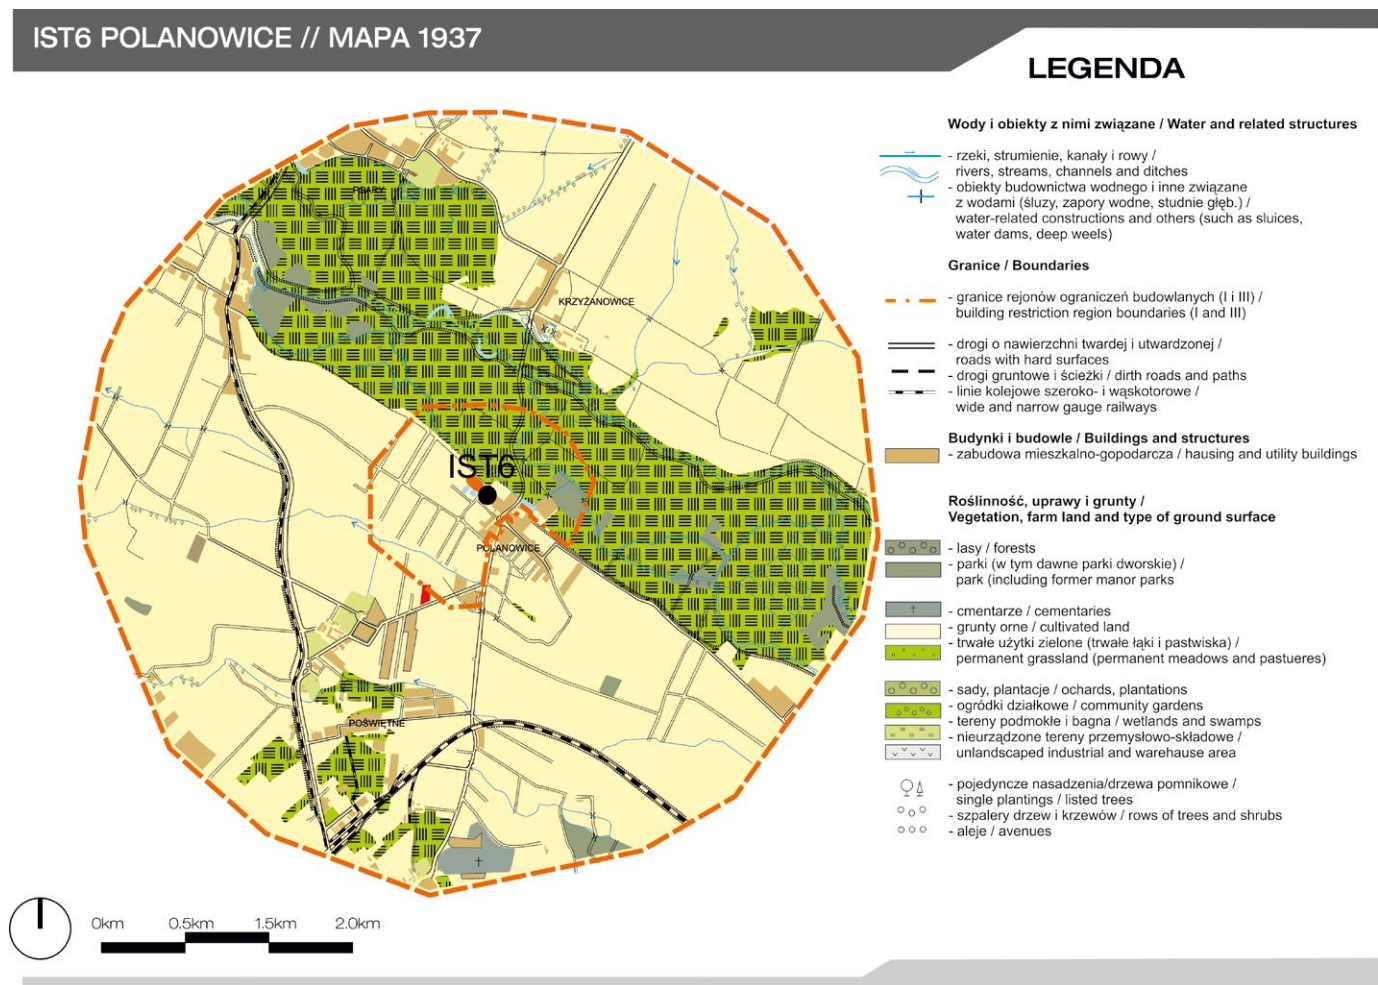 IST6 POLANOWICE // MAPA 1937
LEGENDA
Wody i obiekty z nimi związane / Water and related structures
- rzeki, strumienie, kanały i rowy /
rivers, streams, channels and ditches
- obiekty budownictwa wodnego i inne związane
z wodami (śluzy, zapory wodne, studnie głęb.) /
water-related constructions and others (such as sluices,
water dams, deep weels)
Granice / Boundaries
- granice rejonów ograniczeń budowlanych (I i III) /
building restriction region boundaries (I and III)
- drogi o nawierzchni twardej i utwardzonej /
roads with hard surfaces
- drogi gruntowe i ścieżki / dirth roads and paths
- linie kolejowe szeroko- i wąskotorowe /
wide and narrow gauge railways
Budynki i budowle / Buildings and structures
- zabudowa mieszkalno-gopodarcza / hausing and utility buildings
Roślinność, uprawy i grunty /
Vegetation, farm land and type of ground surface
- lasy / forests
- parki (w tym dawne parki dworskie) /
park (including former manor parks
- cmentarze / cementaries
- grunty orne / cultivated land
- trwałe użytki zielone (trwałe łąki i pastwiska) /
permanent grassland (permanent meadows and pastueres)
- sady, plantacje / ochards, plantations
- ogródki działkowe / community gardens
- tereny podmokłe i bagna / wetlands and swamps
- nieurządzone tereny przemysłowo-składowe /
unlandscaped industrial and warehause area
- pojedyncze nasadzenia/drzewa pomnikowe /
single plantings / listed trees
- szpalery drzew i krzewów / rows of trees and shrubs
- aleje / avenues
PSARY
KRZYŻANOWICE
IST6
POLANOWICE
POŚWIĘTNE
0km 0.5km 1.5km 2.0km